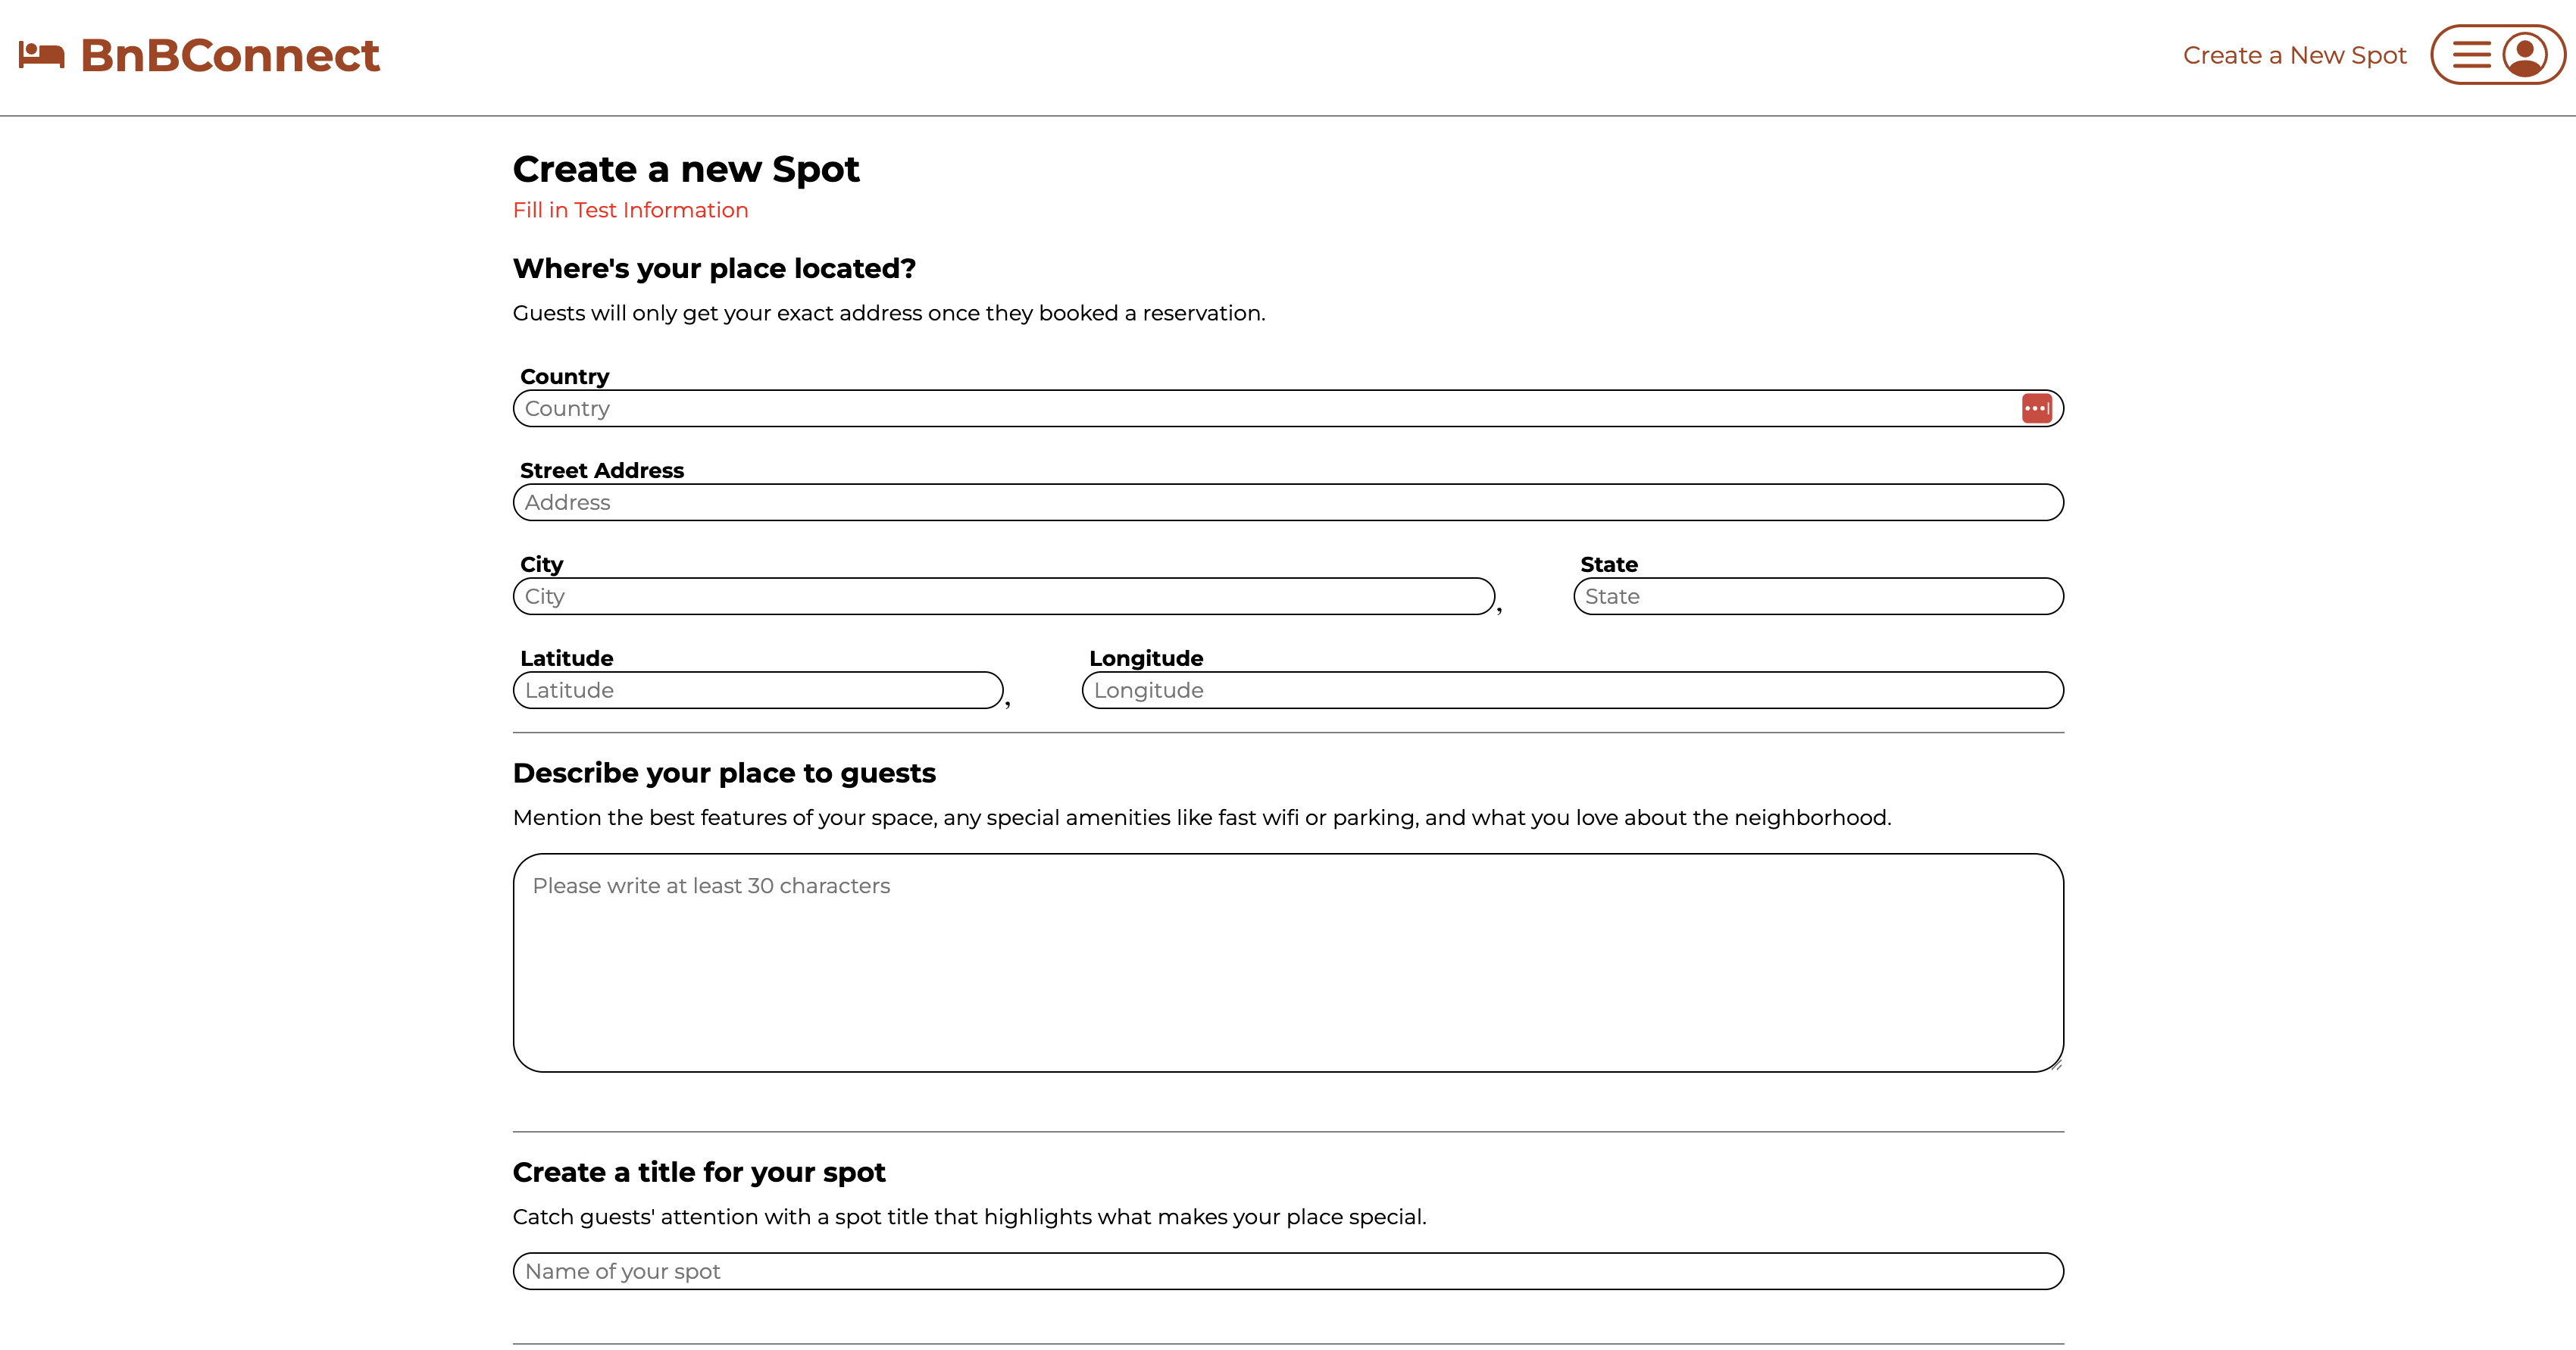 BnBConnect
Create a New Spot
Create a new Spot
Fill in Test Information
Where's your place located?
Guests will only get your exact address once they booked a reservation.
Country
Country
Street Address
Address
City
State
City
,
State
Latitude
Longitude
Latitude
,
Longitude
Describe your place to guests
Mention the best features of your space, any special amenities like fast wifi or parking, and what you love about the neighborhood.
Please write at least 30 characters
Create a title for your spot
Catch guests' attention with a spot title that highlights what makes your place special.
Name of your spot